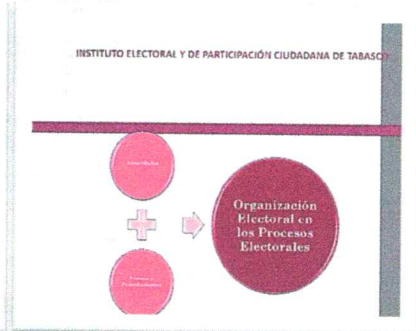 INSTITUTO ELECTORAL Y DE PARTICIPACIÓN CIUDADANA DE TABASCO
Organización
Electoral en
los Procesos
Electorales